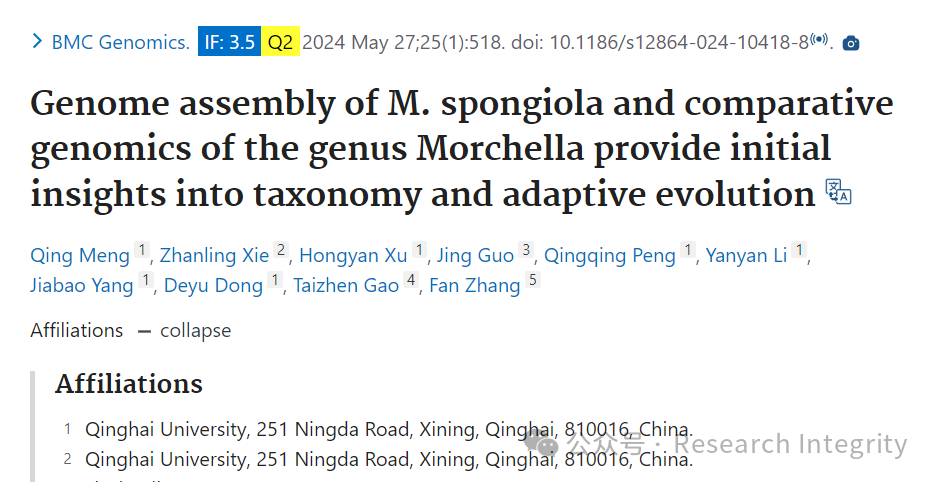 BMC Genomics. IF: 3.5 Q2 2024 May 27;25(1):518. doi: 10.1186/s12864-024-10418-8.
Genome assembly of M. spongiola and comparative
genomics of the genus Morchella provide initial
insights into taxonomy and adaptive evolution
Qing Meng 1, Zhanling Xie 2, Hongyan Xu 1, Jing Guo 3, Qingqing Peng 1, Yanyan Li 1,
Jiabao Yang 1, Deyu Dong 1, Taizhen Gao 4, Fan Zhang 5
Affiliations — collapse
Affiliations
1 Qinghai University, 251 Ningda Road, Xining, Qinghai, 810016, China.
2 Qinghai University, 251 Ningda Road, Xining, Qinghai, 810016, China.
公众号 · Research Integrity